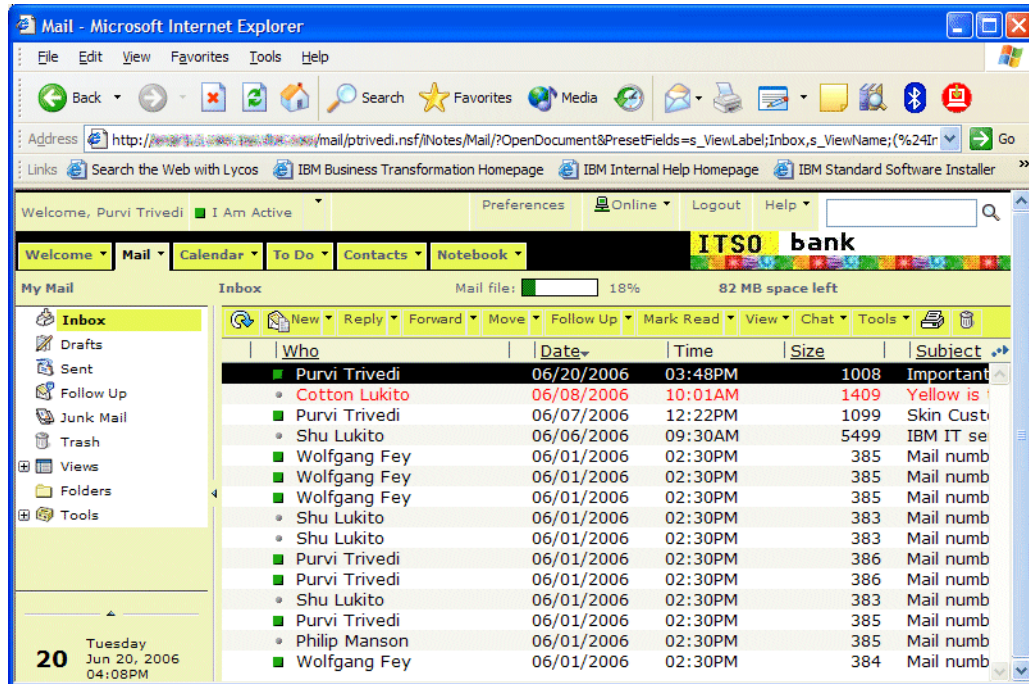 Mail - Microsoft Internet Explorer
File Edit View Favorites Tools Help
Back Search Favorites Media
Address http:// /mail/ptrivedi.nsf/iNotes/Mail/?OpenDocument&PresetFields=s_ViewLabel;Inbox,s_ViewName;(%24Ir Go
Links Search the Web with Lycos IBM Business Transformation Homepage IBM Internal Help Homepage IBM Standard Software Installer »
Welcome, Purvi Trivedi I Am Active Preferences Online Logout Help
ITSO bank
Welcome Mail Calendar To Do Contacts Notebook
My Mail Inbox Mail file: 18% 82 MB space left
New Reply Forward Move Follow Up Mark Read View Chat Tools
Inbox
Drafts
Sent
Follow Up
Junk Mail
Trash
Views
Folders
Tools
Who Date Time Size Subject
Purvi Trivedi 06/20/2006 03:48PM 1008 Important
Cotton Lukito 06/08/2006 10:01AM 1409 Yellow is
Purvi Trivedi 06/07/2006 12:22PM 1099 Skin Cust
Shu Lukito 06/06/2006 09:30AM 5499 IBM IT se
Wolfgang Fey 06/01/2006 02:30PM 385 Mail numb
Wolfgang Fey 06/01/2006 02:30PM 385 Mail numb
Wolfgang Fey 06/01/2006 02:30PM 385 Mail numb
Shu Lukito 06/01/2006 02:30PM 383 Mail numb
Shu Lukito 06/01/2006 02:30PM 383 Mail numb
Purvi Trivedi 06/01/2006 02:30PM 386 Mail numb
Purvi Trivedi 06/01/2006 02:30PM 386 Mail numb
Shu Lukito 06/01/2006 02:30PM 383 Mail numb
Purvi Trivedi 06/01/2006 02:30PM 385 Mail numb
Philip Manson 06/01/2006 02:30PM 385 Mail numb
Wolfgang Fey 06/01/2006 02:30PM 384 Mail numb
20
Tuesday
Jun 20, 2006
04:08PM